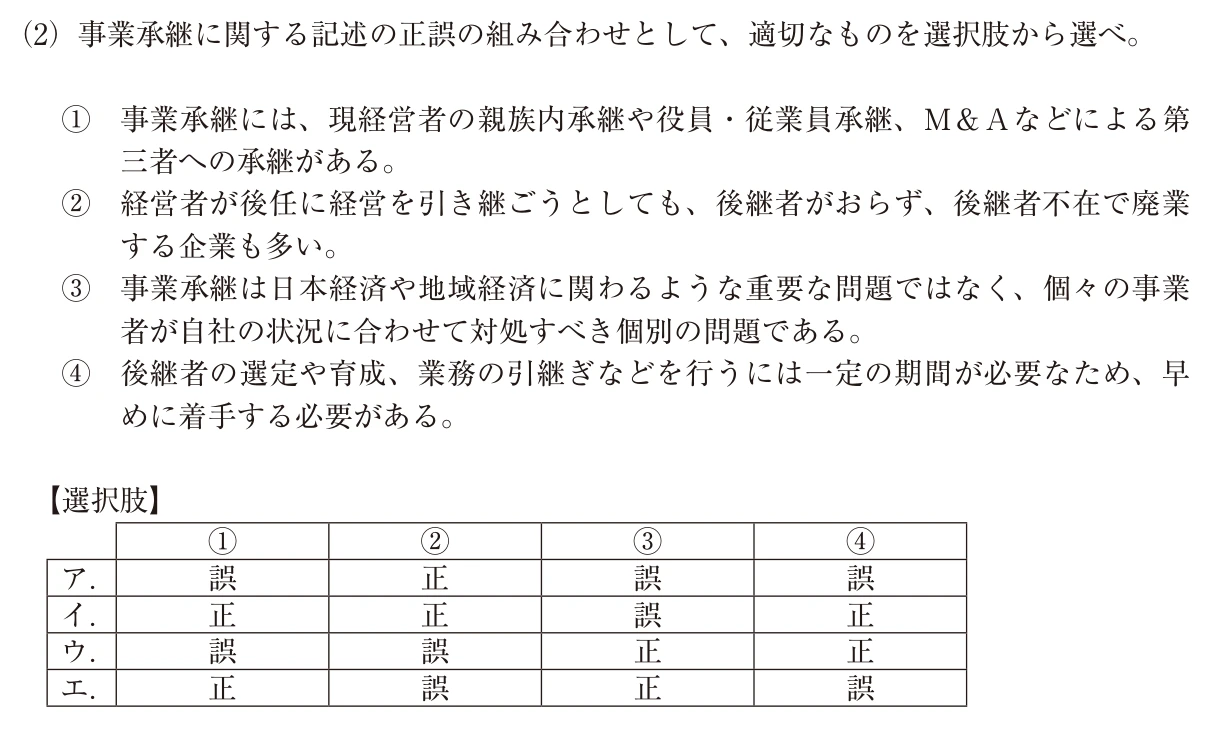 (2) 事業承継に関する記述の正誤の組み合わせとして、適切なものを選択肢から選べ。
① 事業承継には、現経営者の親族内承継や役員・従業員承継、M＆Aなどによる第
三者への承継がある。
② 経営者が後任に経営を引き継ごうとしても、後継者がおらず、後継者不在で廃業
する企業も多い。
③ 事業承継は日本経済や地域経済に関わるような重要な問題ではなく、個々の事業
者が自社の状況に合わせて対処すべき個別の問題である。
④ 後継者の選定や育成、業務の引継ぎなどを行うには一定の期間が必要なため、早
めに着手する必要がある。
【選択肢】
① ② ③ ④
ア. 誤 正 誤 誤
イ. 正 正 誤 正
ウ. 誤 誤 正 正
エ. 正 誤 正 誤